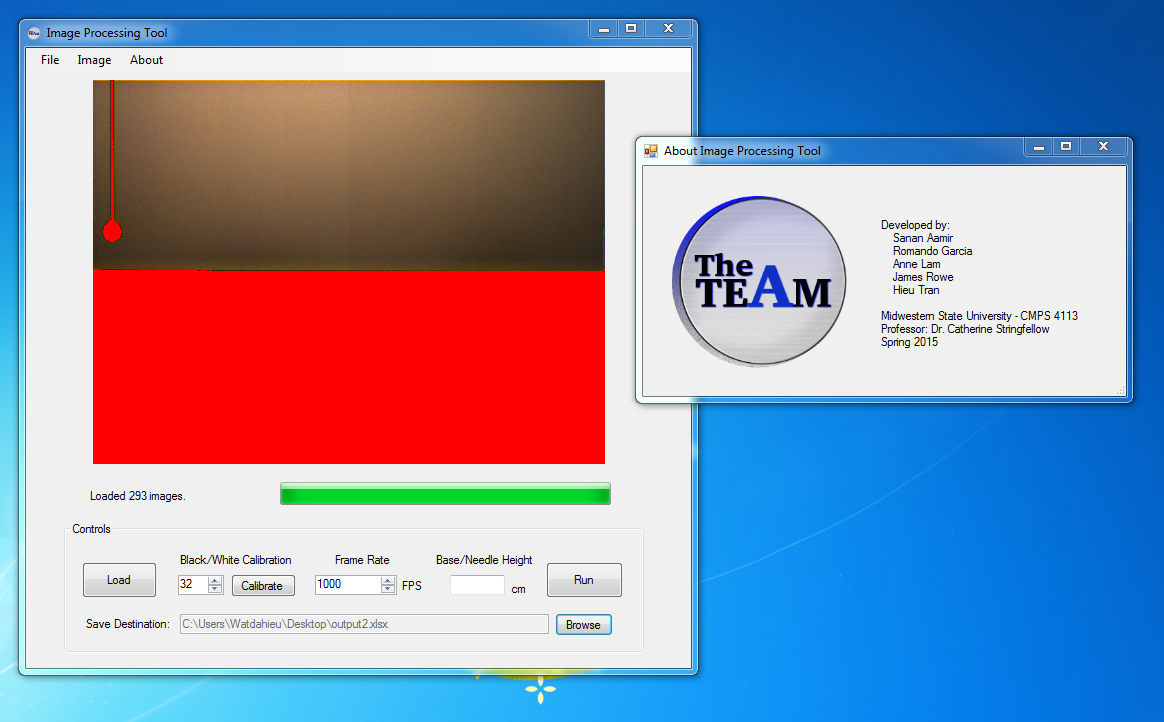 Image Processing Tool
File Image About
Loaded 293 images.
Controls
Black/White Calibration Frame Rate Base/Needle Height
Load 32 Calibrate 1000 FPS cm Run
Save Destination: C:\Users\Watdahieu\Desktop\output2.xlsx Browse
About Image Processing Tool
The
TEAM
Developed by:
Sanan Aamir
Romando Garcia
Anne Lam
James Rowe
Hieu Tran
Midwestern State University - CMPS 4113
Professor: Dr. Catherine Stringfellow
Spring 2015